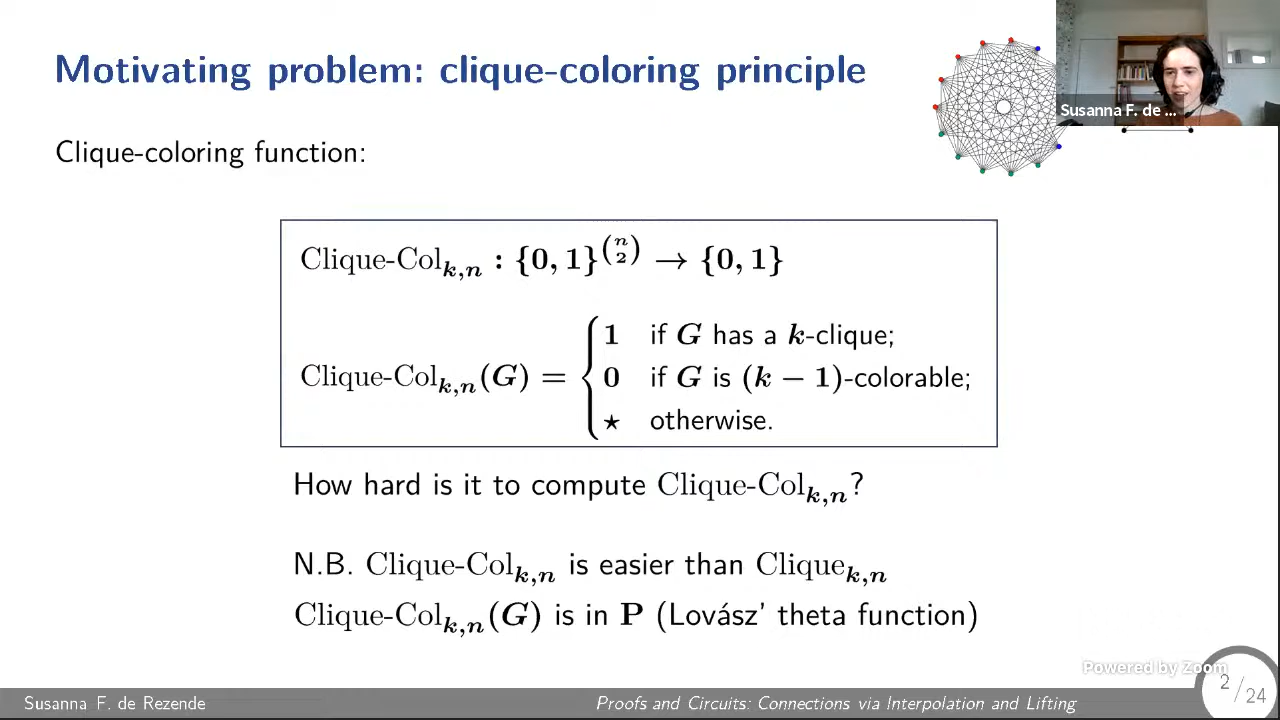 Motivating problem: clique-coloring principle
Susanna F. de ...
Clique-coloring function:
Clique-Col_{k,n} : {0, 1}^{\binom{n}{2}} → {0, 1}
Clique-Col_{k,n}(G) = { 1 if G has a k-clique;
0 if G is (k − 1)-colorable;
⋆ otherwise.
How hard is it to compute Clique-Col_{k,n}?
N.B. Clique-Col_{k,n} is easier than Clique_{k,n}
Clique-Col_{k,n}(G) is in P (Lovász' theta function)
Powered by Zoom
Susanna F. de Rezende
Proofs and Circuits: Connections via Interpolation and Lifting
2/24